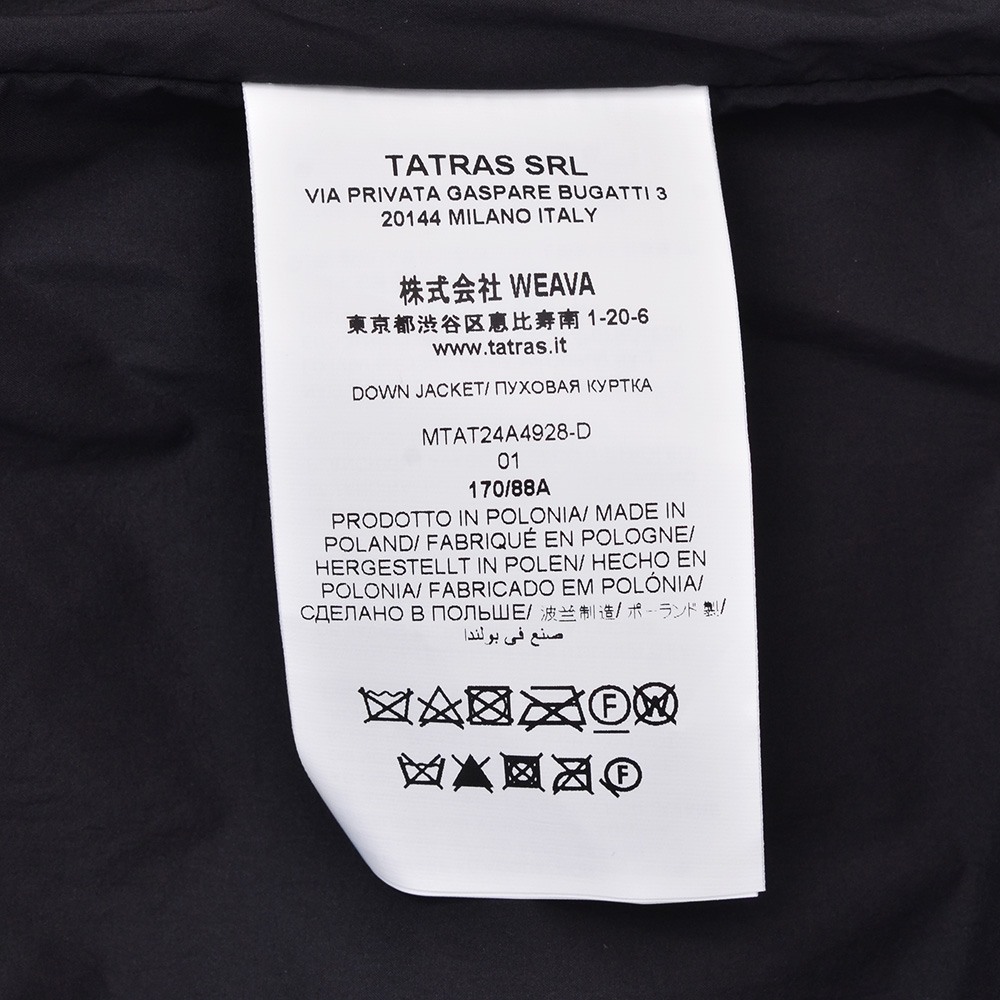 TATRAS SRL
VIA PRIVATA GASPARE BUGATTI 3
20144 MILANO ITALY
株式会社 WEAVA
東京都渋谷区恵比寿南 1-20-6
www.tatras.it
DOWN JACKET/ ПУХОВАЯ КУРТКА
MTAT24A4928-D
01
170/88A
PRODOTTO IN POLONIA/ MADE IN
POLAND/ FABRIQUÉ EN POLOGNE/
HERGESTELLT IN POLEN/ HECHO EN
POLONIA/ FABRICADO EM POLÓNIA/
СДЕЛАНО В ПОЛЬШЕ/ 波兰制造/ ポーランド製/
صنع في بولندا
F W
F